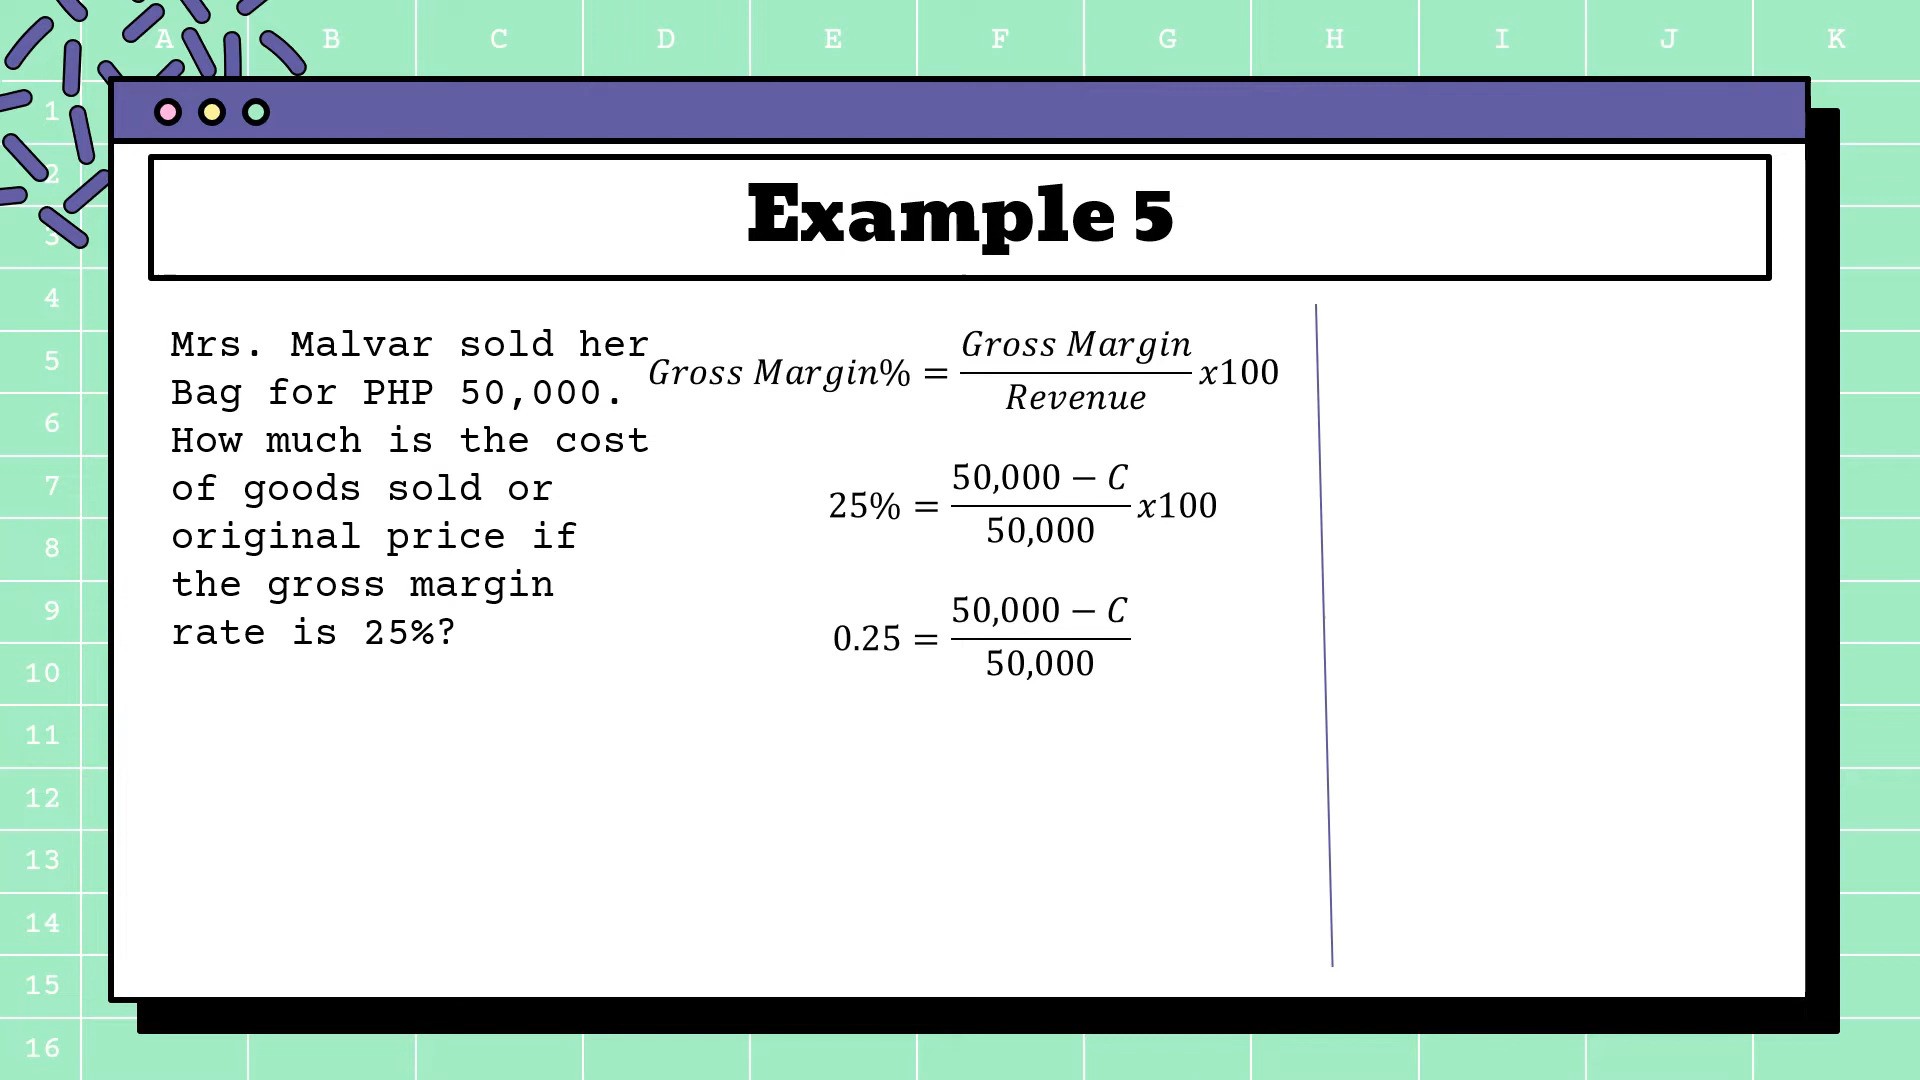 A B C D E F G H I J K
1
2
3
4
5
6
7
8
9
10
11
12
13
14
15
16
Example 5
Mrs. Malvar sold her
Bag for PHP 50,000.
How much is the cost
of goods sold or
original price if
the gross margin
rate is 25%?
Gross Margin% = Gross Margin / Revenue x100
25% = 50,000 − C / 50,000 x100
0.25 = 50,000 − C / 50,000